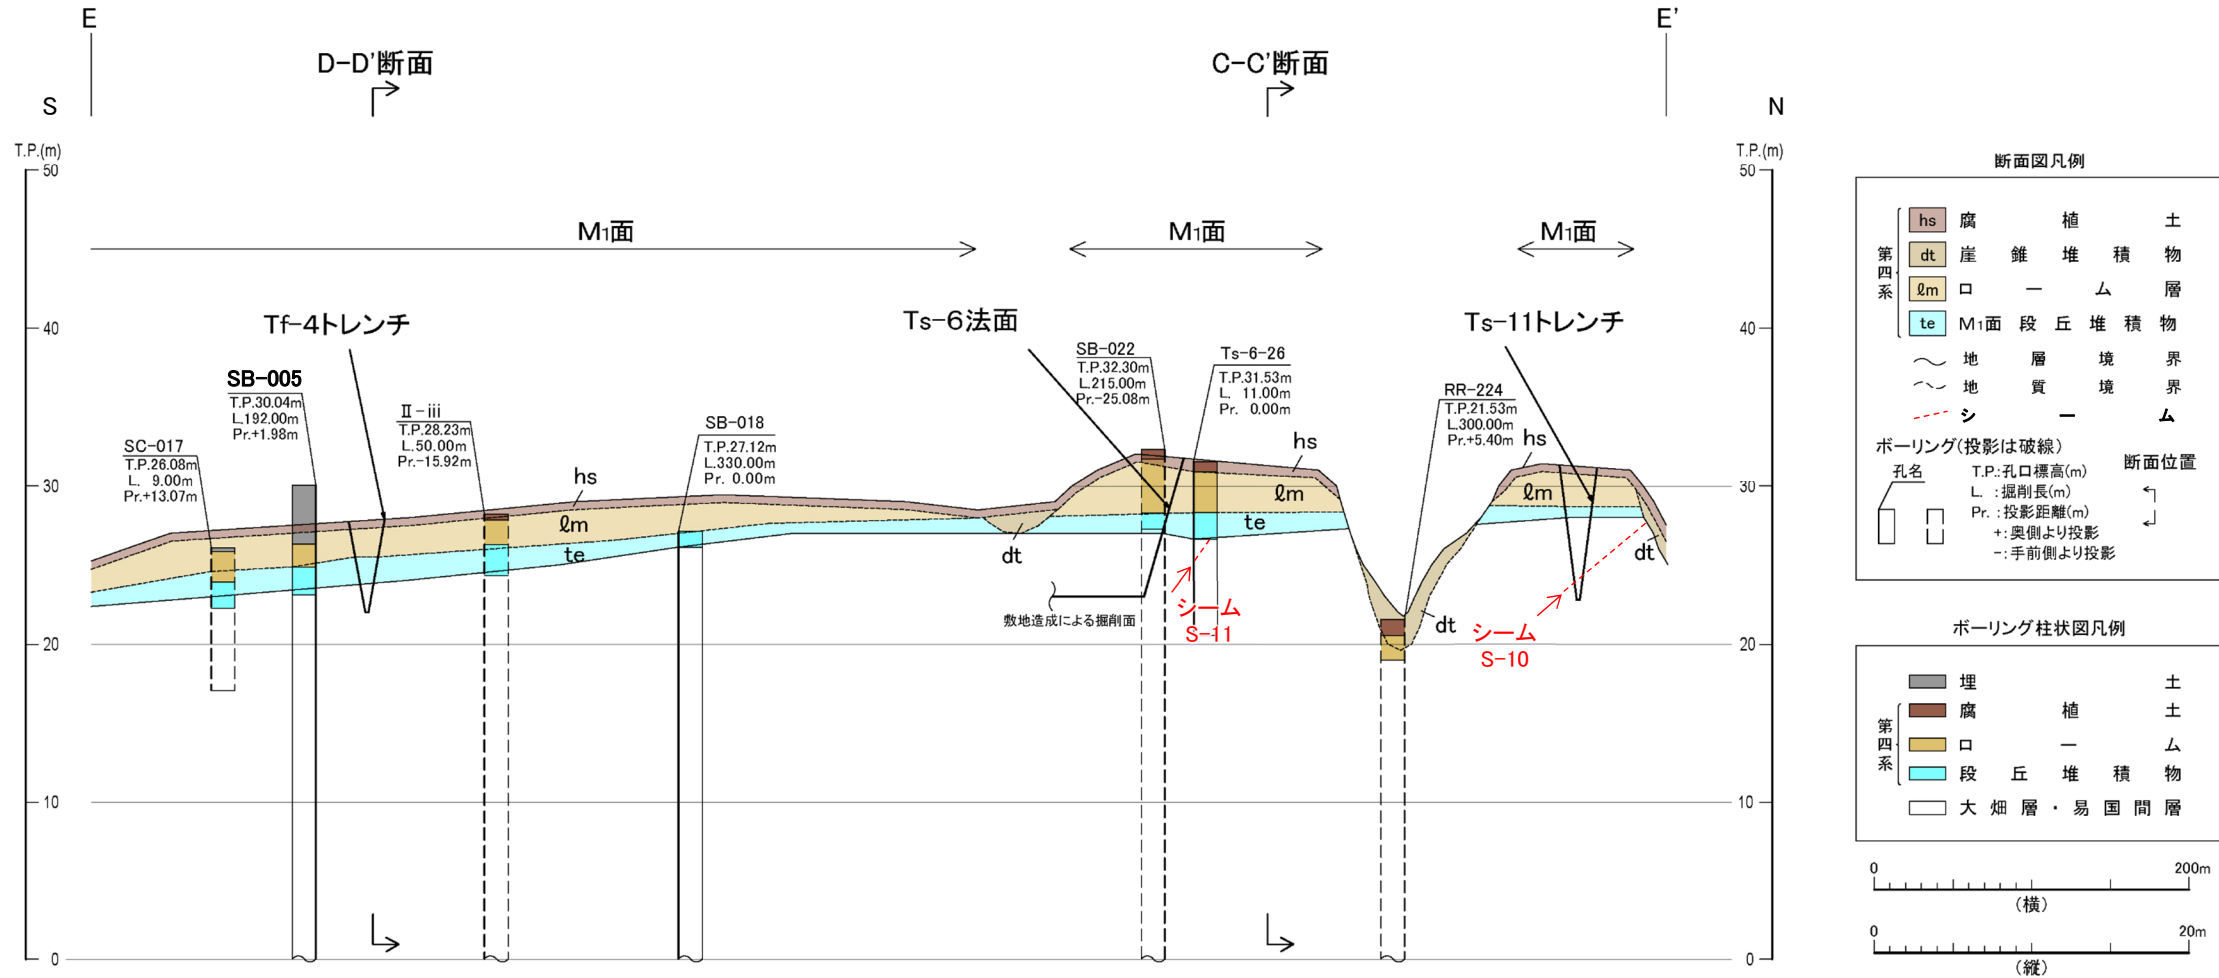 E
E'
D-D'断面
C-C'断面
S
N
T.P.(m)
T.P.(m)
50
50
40
40
30
30
20
20
10
10
0
0
M1面
M1面
M1面
Tf-4トレンチ
Ts-6法面
Ts-11トレンチ
SC-017
T.P.26.08m
L. 9.00m
Pr.+13.07m
SB-005
T.P.30.04m
L.192.00m
Pr.+1.98m
Ⅱ-iii
T.P.28.23m
L.50.00m
Pr.-15.92m
SB-018
T.P.27.12m
L.330.00m
Pr. 0.00m
SB-022
T.P.32.30m
L.215.00m
Pr.-25.08m
Ts-6-26
T.P.31.53m
L. 11.00m
Pr. 0.00m
RR-224
T.P.21.53m
L.300.00m
Pr.+5.40m
hs
ℓm
te
dt
hs
ℓm
te
dt
hs
ℓm
dt
敷地造成による掘削面
シーム
S-11
シーム
S-10
断面図凡例
第四系
hs 腐植土
dt 崖錐堆積物
ℓm ローム層
te M1面段丘堆積物
地層境界
地質境界
シーム
ボーリング(投影は破線)
孔名
T.P.:孔口標高(m)
L. :掘削長(m)
Pr. :投影距離(m)
+:奥側より投影
-:手前側より投影
断面位置
ボーリング柱状図凡例
埋土
第四系
腐植土
ローム
段丘堆積物
大畑層・易国間層
0 200m
(横)
0 20m
(縦)